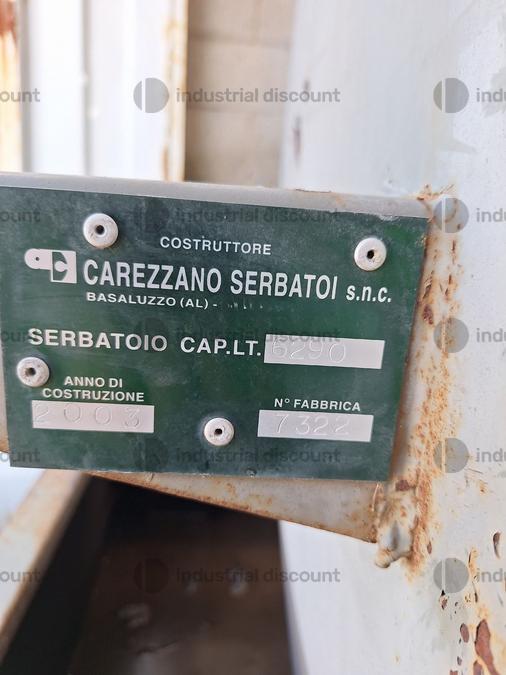 COSTRUTTORE
CAREZZANO SERBATOI s.n.c.
BASALUZZO (AL) -
SERBATOIO CAP.LT. 6290
ANNO DI
COSTRUZIONE
2003
N° FABBRICA
7322
industrial discount